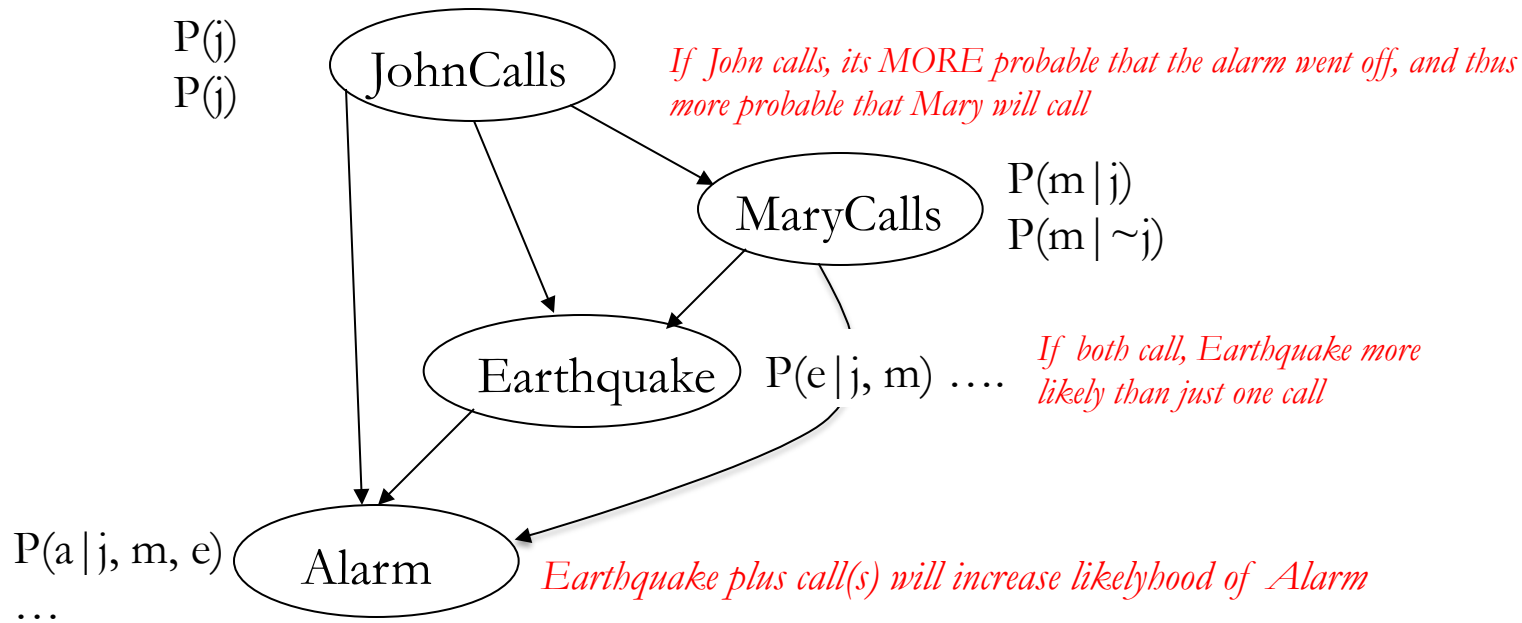 P(j)
P(j)
JohnCalls
If John calls, its MORE probable that the alarm went off, and thus
more probable that Mary will call
MaryCalls
P(m|j)
P(m|~j)
Earthquake
P(e|j, m) ….
If both call, Earthquake more
likely than just one call
P(a|j, m, e)
…
Alarm
Earthquake plus call(s) will increase likelyhood of Alarm